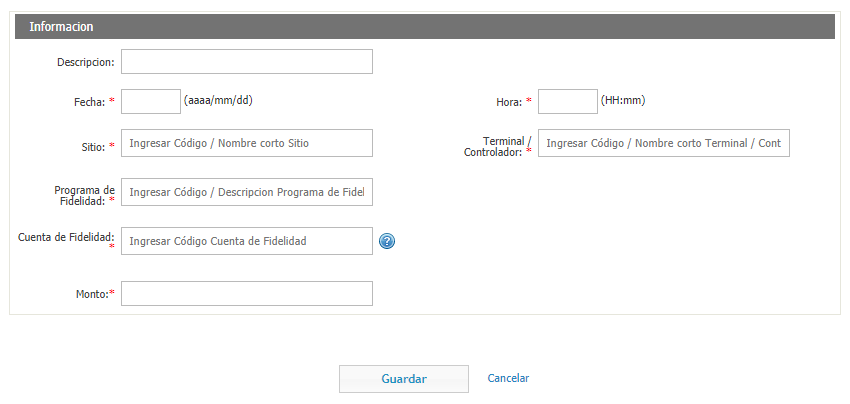 Informacion
Descripcion:
Fecha: * (aaaa/mm/dd) Hora: * (HH:mm)
Sitio: * Ingresar Código / Nombre corto Sitio
Terminal /
Controlador: * Ingresar Código / Nombre corto Terminal / Cont
Programa de
Fidelidad: * Ingresar Código / Descripcion Programa de Fidel
Cuenta de Fidelidad:
* Ingresar Código Cuenta de Fidelidad ?
Monto:*
Guardar Cancelar